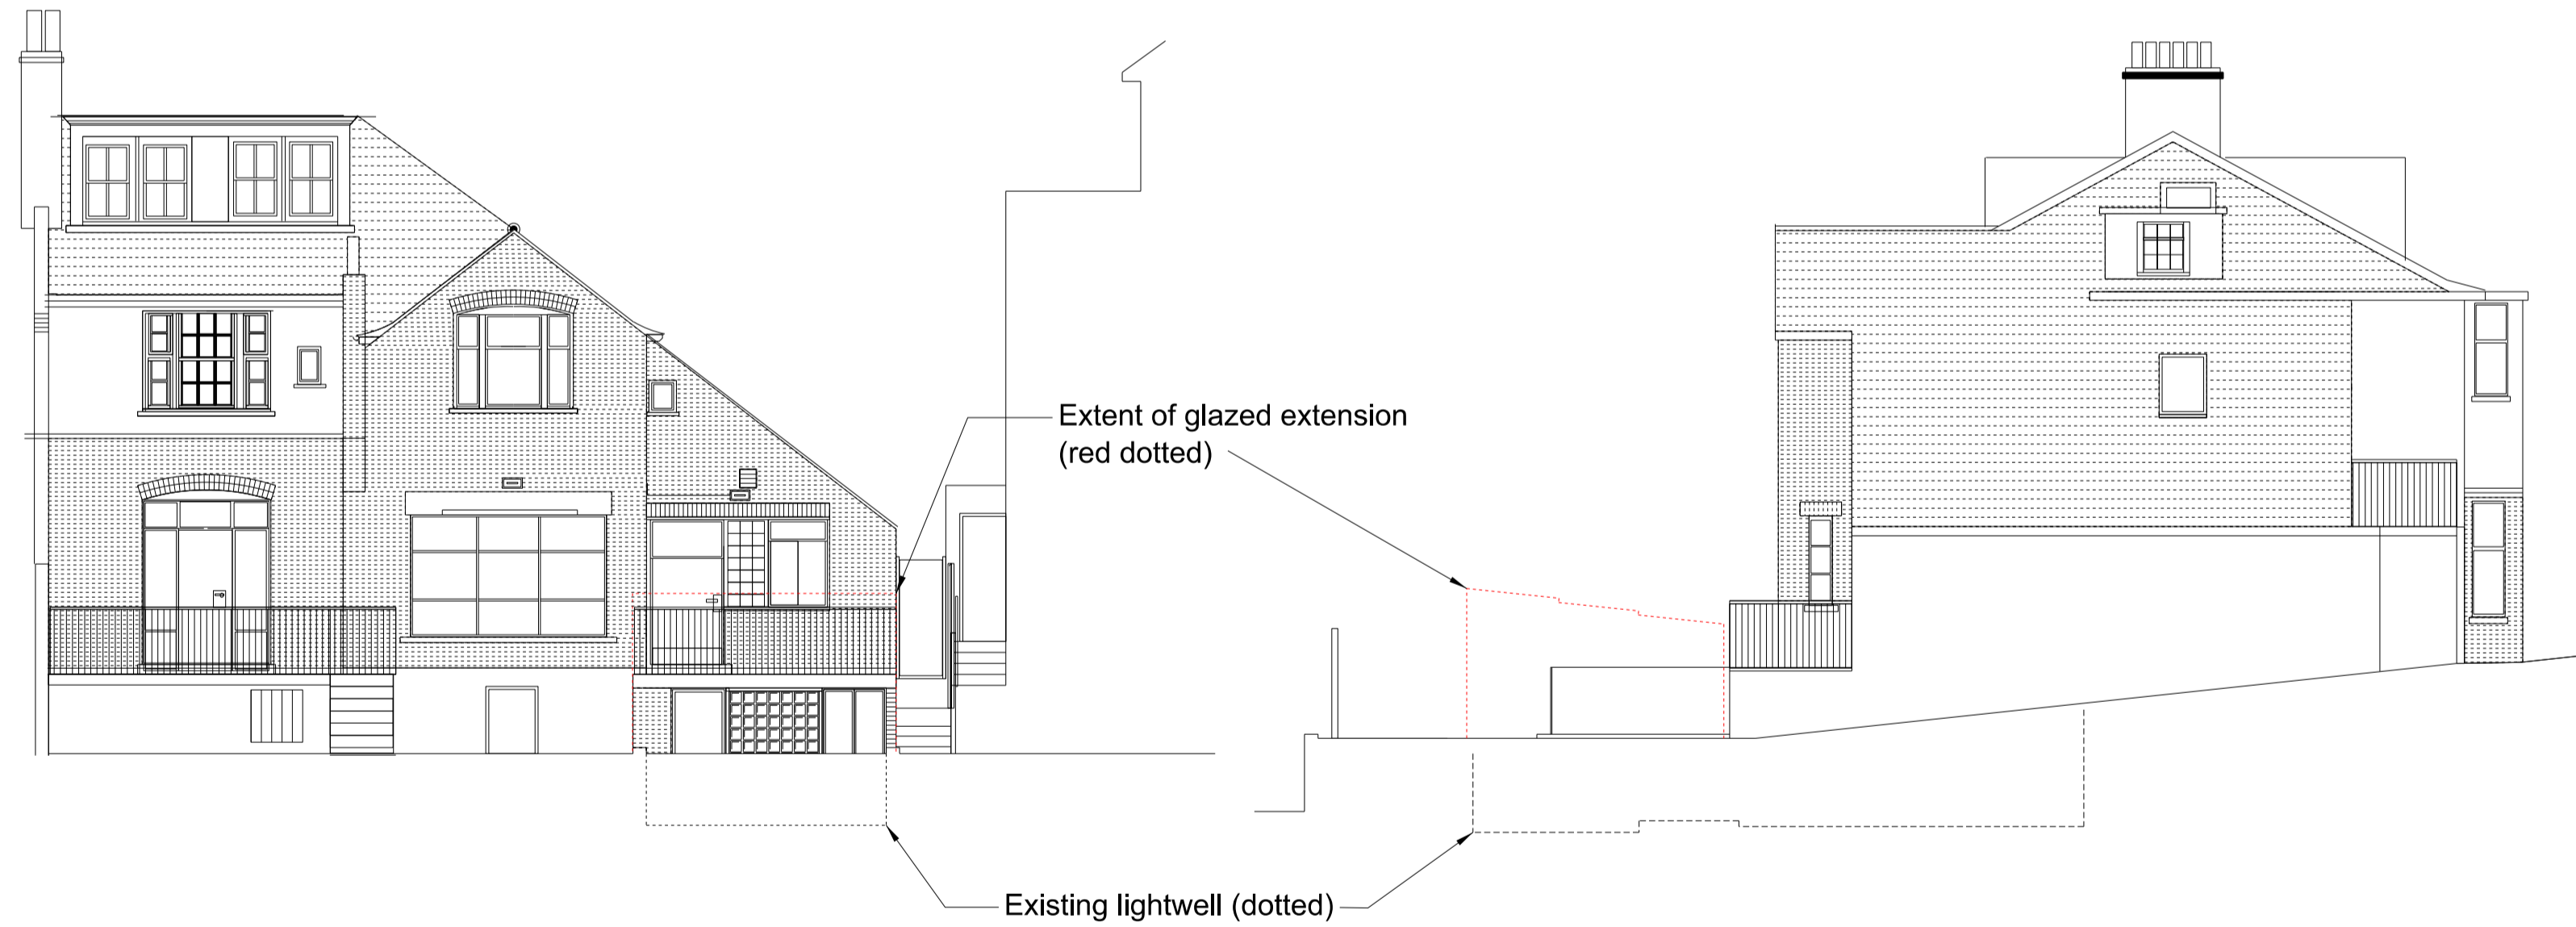 Extent of glazed extension
(red dotted)
Existing lightwell (dotted)